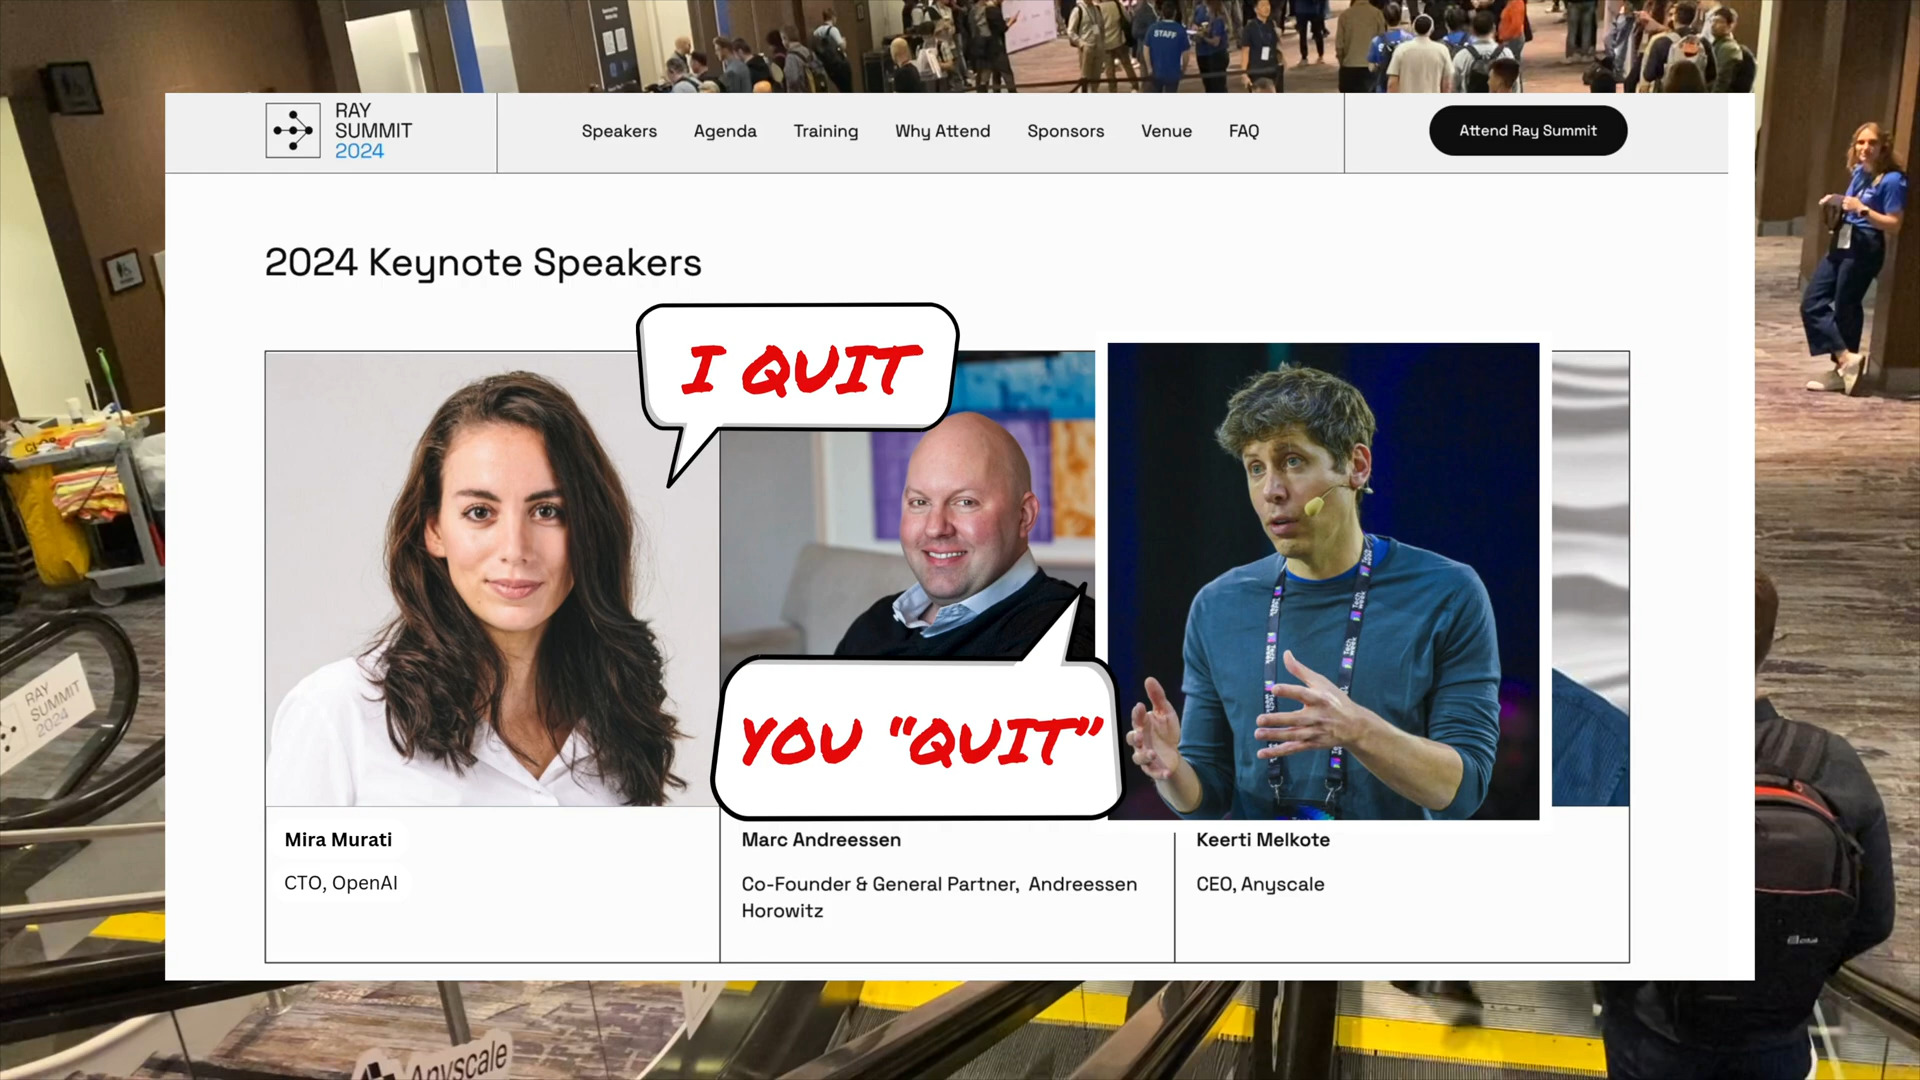 STAFF
RAY
SUMMIT
2024
Speakers
Agenda
Training
Why Attend
Sponsors
Venue
FAQ
Attend Ray Summit
2024 Keynote Speakers
I QUIT
YOU "QUIT"
Mira Murati
CTO, OpenAI
Marc Andreessen
Co-Founder & General Partner, Andreessen
Horowitz
Keerti Melkote
CEO, Anyscale
RAY
SUMMIT
2024
Anyscale